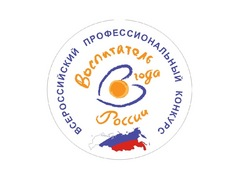 ВСЕРОССИЙСКИЙ ПРОФЕССИОНАЛЬНЫЙ КОНКУРС
Воспитатель
года
России